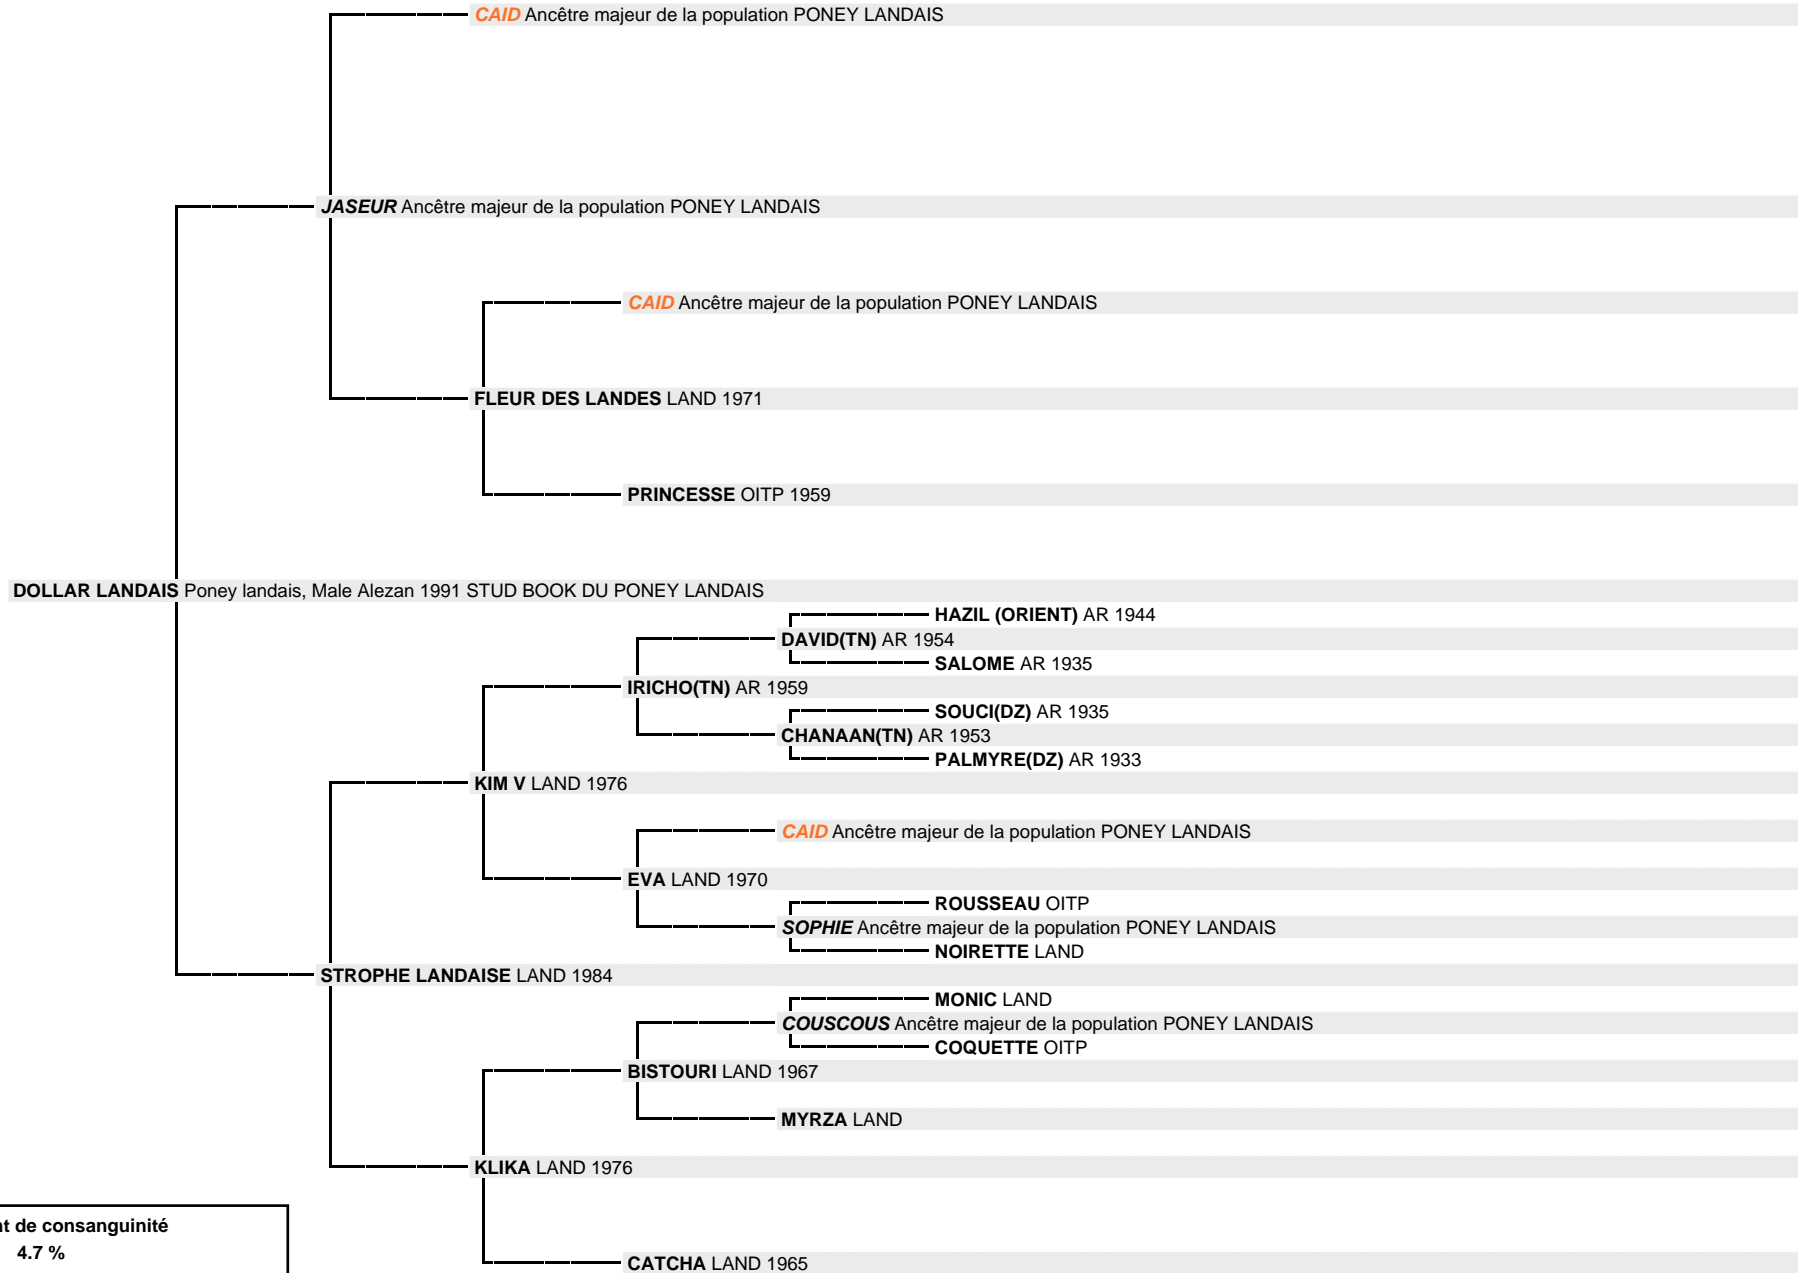 CAID Ancêtre majeur de la population PONEY LANDAIS
JASEUR Ancêtre majeur de la population PONEY LANDAIS
CAID Ancêtre majeur de la population PONEY LANDAIS
FLEUR DES LANDES LAND 1971
PRINCESSE OITP 1959
DOLLAR LANDAIS Poney landais, Male Alezan 1991 STUD BOOK DU PONEY LANDAIS
HAZIL (ORIENT) AR 1944
DAVID(TN) AR 1954
SALOME AR 1935
IRICHO(TN) AR 1959
SOUCI(DZ) AR 1935
CHANAAN(TN) AR 1953
PALMYRE(DZ) AR 1933
KIM V LAND 1976
CAID Ancêtre majeur de la population PONEY LANDAIS
EVA LAND 1970
ROUSSEAU OITP
SOPHIE Ancêtre majeur de la population PONEY LANDAIS
NOIRETTE LAND
STROPHE LANDAISE LAND 1984
MONIC LAND
COUSCOUS Ancêtre majeur de la population PONEY LANDAIS
COQUETTE OITP
BISTOURI LAND 1967
MYRZA LAND
KLIKA LAND 1976
de consanguinité
4.7 %
CATCHA LAND 1965